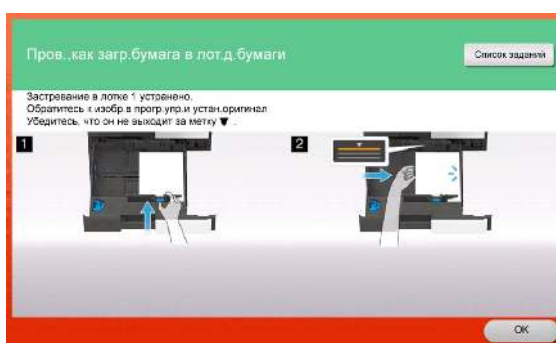 Пров.,как загр.бумага в лот.д.бумаги
Список заданий
Застревание в лотке 1 устранено.
Обратитесь к изобр.в прогр.упр.и устан.оригинал
Убедитесь, что он не выходит за метку ▼ .
1
2
OK